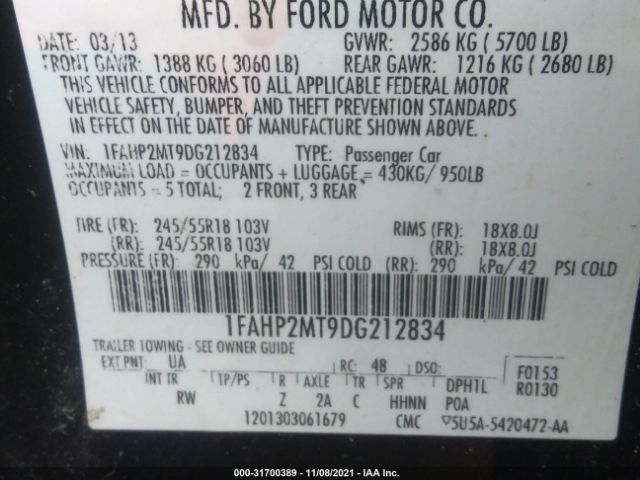 MFD. BY FORD MOTOR CO.
DATE: 03/13 GVWR: 2586 KG ( 5700 LB)
FRONT GAWR: 1388 KG ( 3060 LB) REAR GAWR: 1216 KG ( 2680 LB)
THIS VEHICLE CONFORMS TO ALL APPLICABLE FEDERAL MOTOR
VEHICLE SAFETY, BUMPER, AND THEFT PREVENTION STANDARDS
IN EFFECT ON THE DATE OF MANUFACTURE SHOWN ABOVE.
VIN: 1FAHP2MT9DG212834 TYPE: Passenger Car
MAXIMUM LOAD = OCCUPANTS + LUGGAGE = 430KG/ 950LB
OCCUPANTS = 5 TOTAL; 2 FRONT, 3 REAR
TIRE (FR): 245/55R18 103V RIMS (FR): 18X8.0J
(RR): 245/55R18 103V (RR): 18X8.0J
PRESSURE (FR): 290 kPa/ 42 PSI COLD (RR): 290 kPa/ 42 PSI COLD
1FAHP2MT9DG212834
TRAILER TOWING - SEE OWNER GUIDE
EXT PNT: UA RC: 48 DSO: F0153
INT TR TP/PS R AXLE TR SPR DPH1L R0130
RW Z 2A C HHNN POA
1201303061679 CMC ▽5U5A-5420472-AA
000-31700389 - 11/08/2021 - IAA Inc.